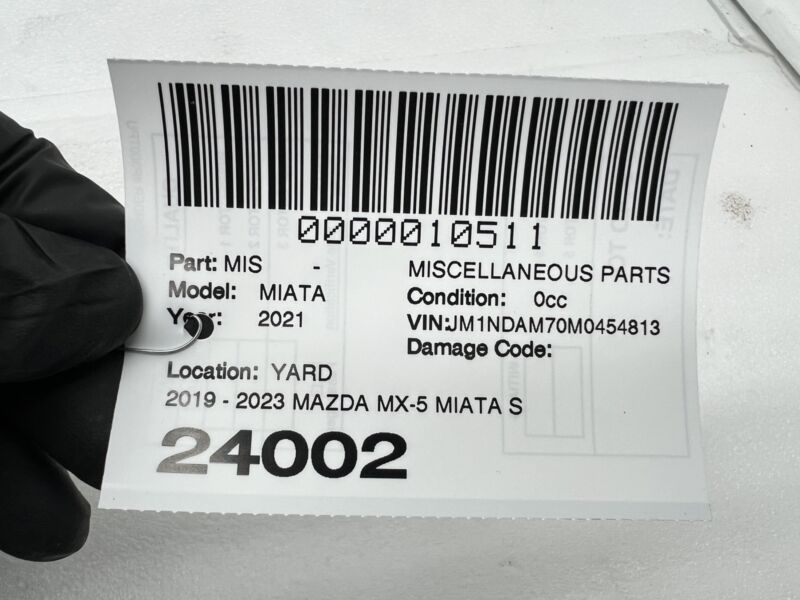 0000010511
Part: MIS - MISCELLANEOUS PARTS
Model: MIATA Condition: 0cc
Year: 2021 VIN:JM1NDAM70M0454813
Damage Code:
Location: YARD
2019 - 2023 MAZDA MX-5 MIATA S
24002